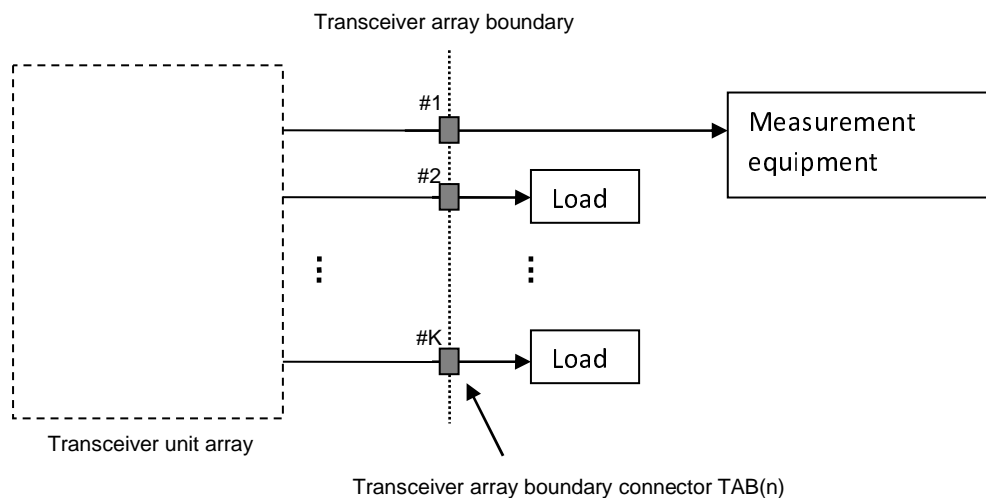 Transceiver array boundary
#1
Measurement
equipment
#2
Load
#K
Load
Transceiver unit array
Transceiver array boundary connector TAB(n)